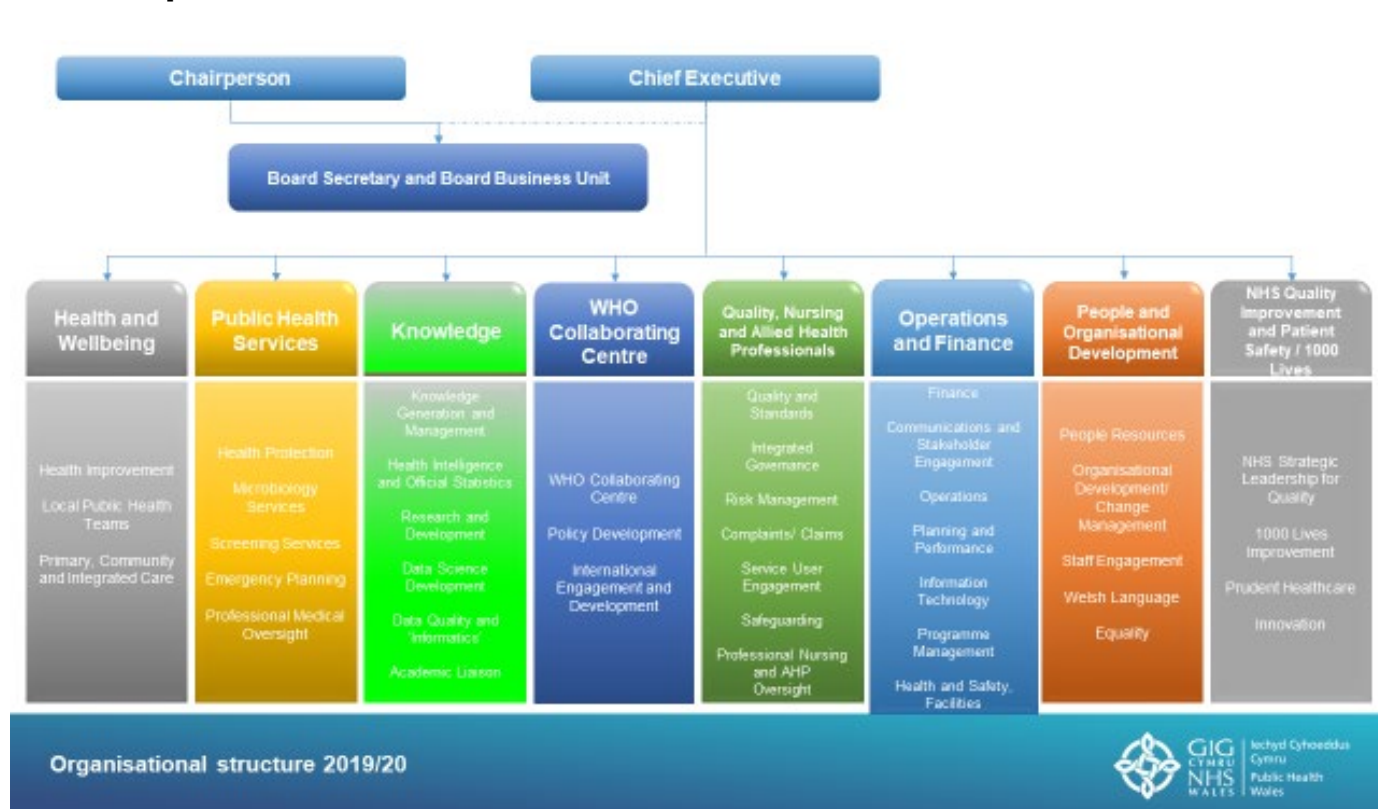 Chairperson
Chief Executive
Board Secretary and Board Business Unit
Health and
Wellbeing
Public Health
Services
Knowledge
WHO
Collaborating
Centre
Quality, Nursing
and Allied Health
Professionals
Operations
and Finance
People and
Organisational
Development
NHS Quality
Improvement
and Patient
Safety / 1000
Lives
Health Improvement
Local Public Health
Teams
Primary, Community
and Integrated Care
Health Protection
Microbiology
Services
Screening Services
Emergency Planning
Professional Medical
Oversight
Knowledge
Generation and
Management
Health Intelligence
and Official Statistics
Research and
Development
Data Science
Development
Data Quality and
'Informatics'
Academic Liaison
WHO Collaborating
Centre
Policy Development
International
Engagement and
Development
Quality and
Standards
Integrated
Governance
Risk Management
Complaints/ Claims
Service User
Engagement
Safeguarding
Professional Nursing
and AHP
Oversight
Finance
Communications and
Stakeholder
Engagement
Operations
Planning and
Performance
Information
Technology
Programme
Management
Health and Safety,
Facilities
People Resources
Organisational
Development/
Change
Management
Staff Engagement
Welsh Language
Equality
NHS Strategic
Leadership for
Quality
1000 Lives
Improvement
Prudent Healthcare
Innovation
Organisational structure 2019/20
GIG
CYMRU
NHS
WALES
Iechyd Cyhoeddus
Cymru
Public Health
Wales